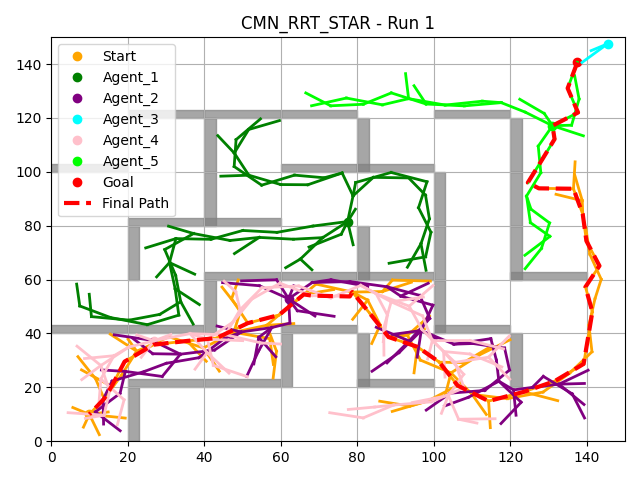 CMN_RRT_STAR - Run 1
Start
Agent_1
Agent_2
Agent_3
Agent_4
Agent_5
Goal
Final Path
140
120
100
80
60
40
20
0
0 20 40 60 80 100 120 140